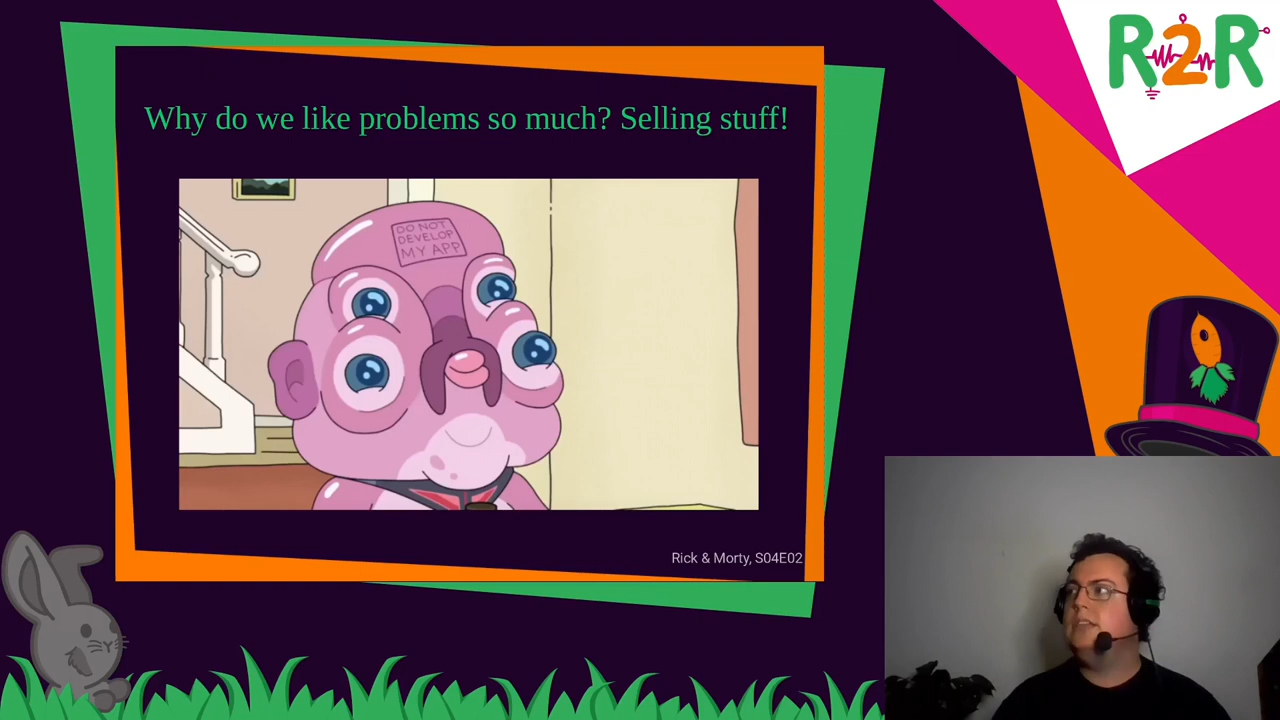 R2R
Why do we like problems so much? Selling stuff!
DO NOT
DEVELOP
MY APP
Rick & Morty, S04E02